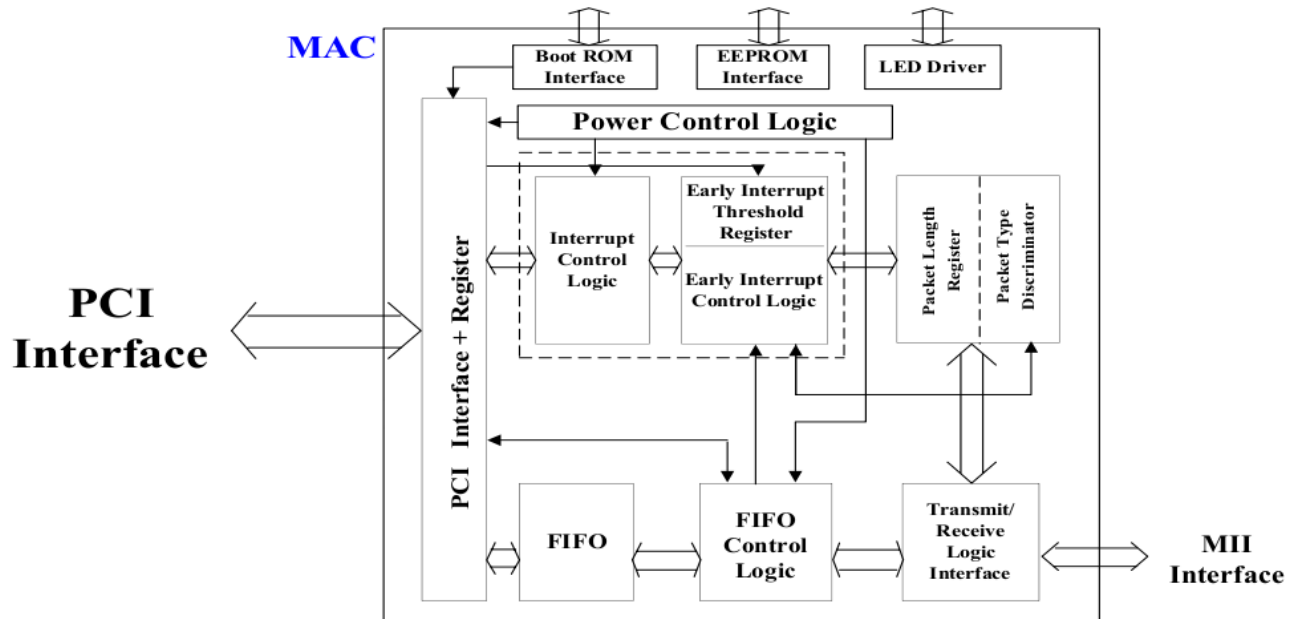 MAC
Boot ROM
Interface
EEPROM
Interface
LED Driver
Power Control Logic
PCI Interface + Register
Interrupt
Control
Logic
Early Interrupt
Threshold
Register
Early Interrupt
Control Logic
Packet Length
Register
Packet Type
Discriminator
PCI
Interface
FIFO
FIFO
Control
Logic
Transmit/
Receive
Logic
Interface
MII
Interface